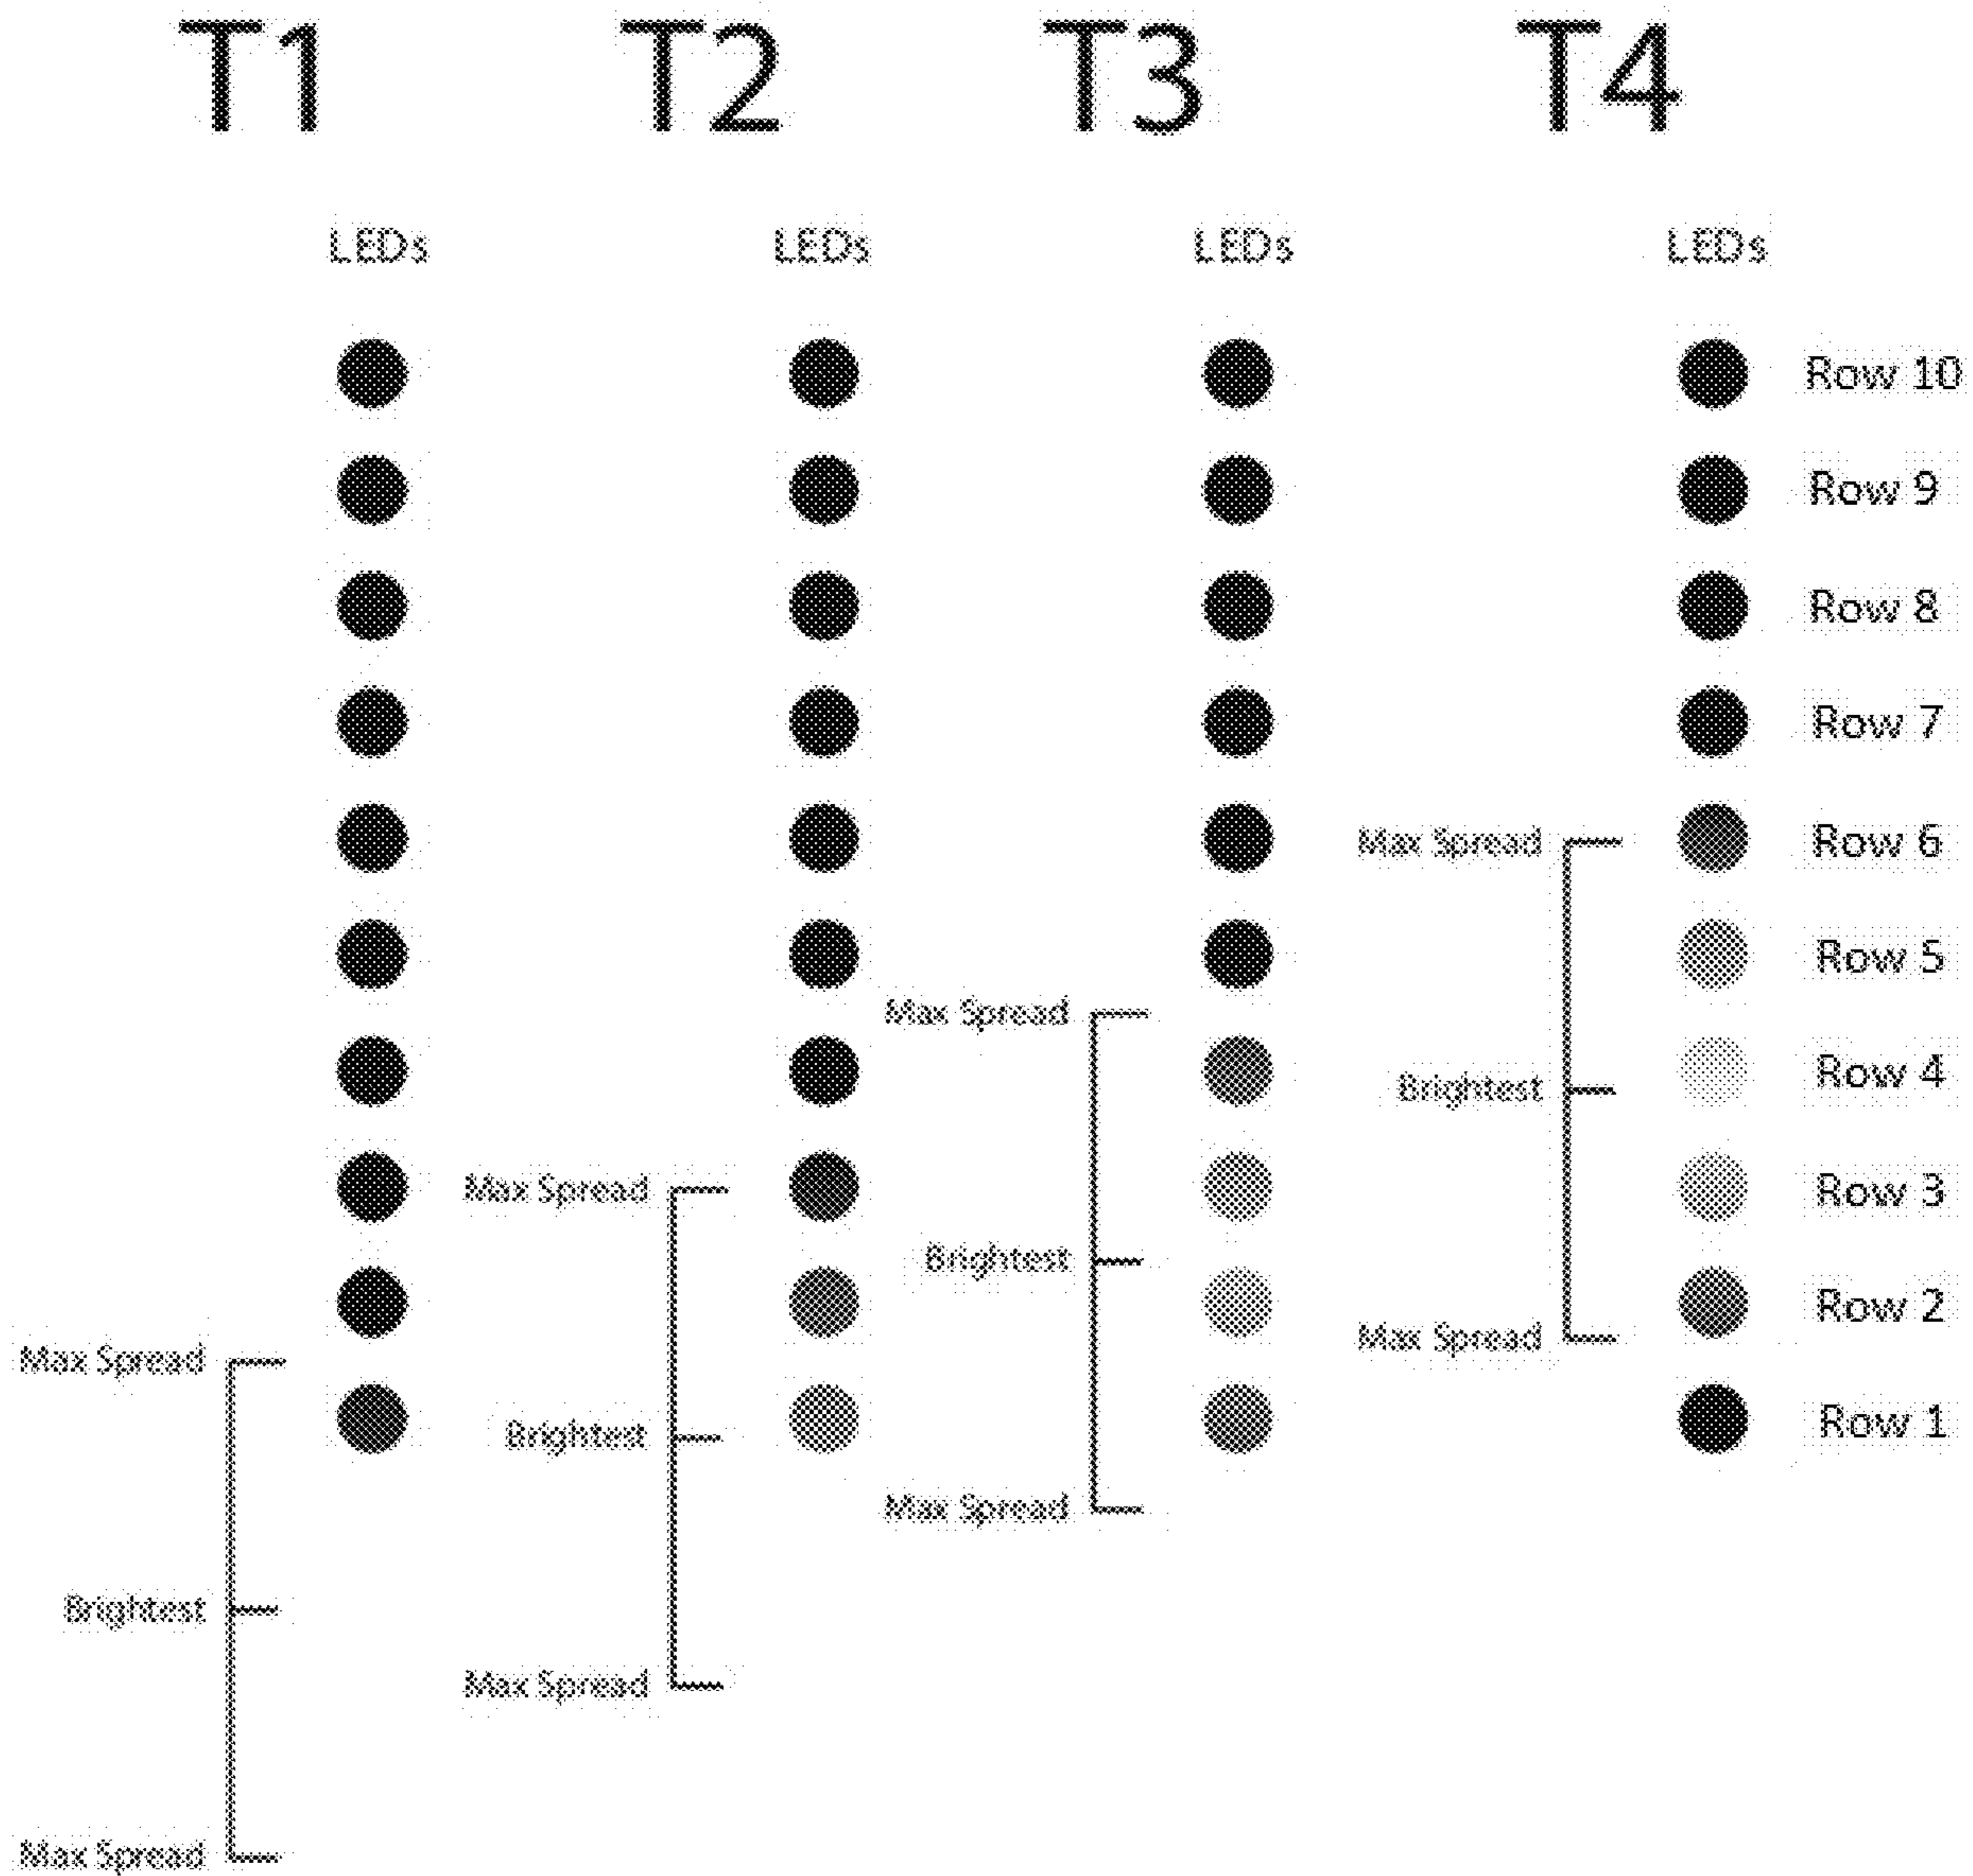 T1 T2 T3 T4
LEDs LEDs LEDs LEDs
Row 10
Row 9
Row 8
Row 7
Max Spread Row 6
Row 5
Max Spread
Brightest Row 4
Max Spread Row 3
Brightest
Max Spread Row 2
Max Spread
Brightest Row 1
Max Spread
Brightest
Max Spread
Max Spread